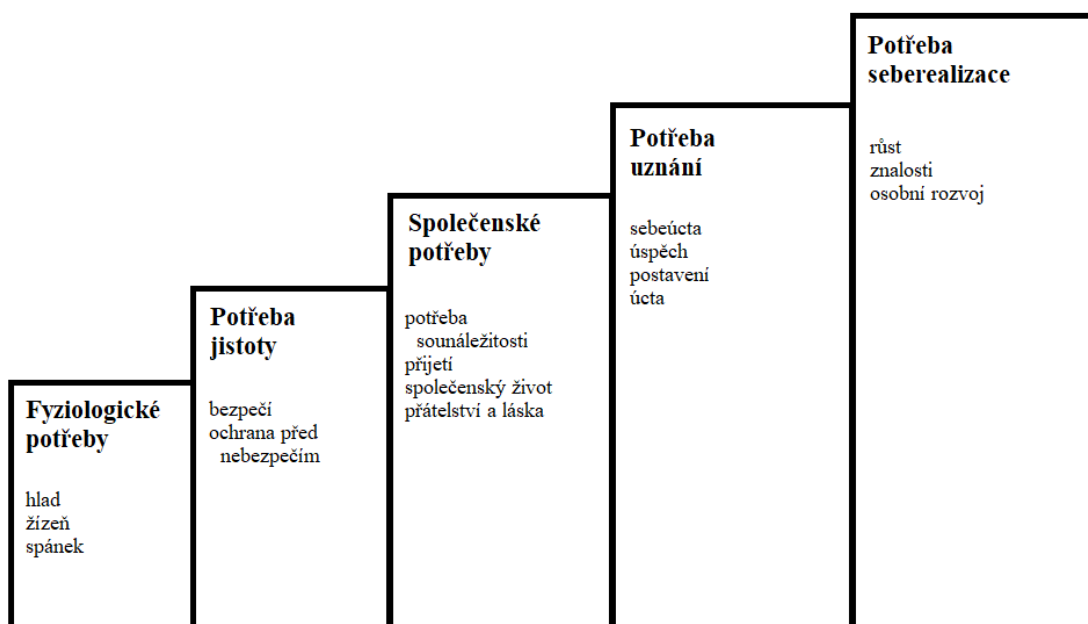 Fyziologické
potřeby
hlad
žízeň
spánek
Potřeba
jistoty
bezpečí
ochrana před
nebezpečím
Společenské
potřeby
potřeba
sounáležitosti
přijetí
společenský život
přátelství a láska
Potřeba
uznání
sebeúcta
úspěch
postavení
úcta
Potřeba
seberealizace
růst
znalosti
osobní rozvoj